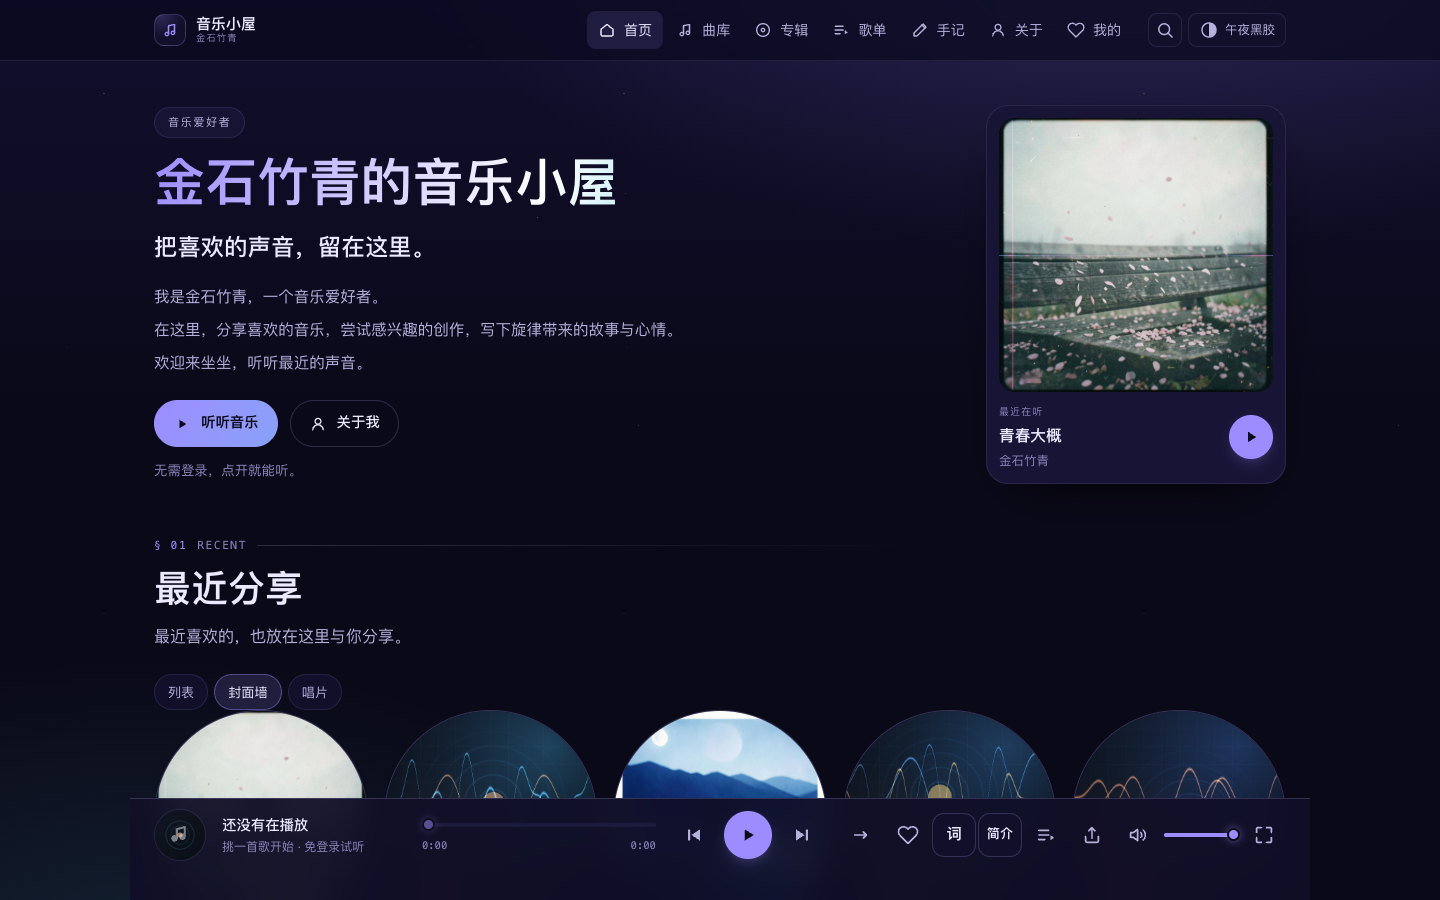 音乐小屋
金石竹青
首页
曲库
专辑
歌单
手记
关于
我的
午夜黑胶
音乐爱好者
金石竹青的音乐小屋
把喜欢的声音，留在这里。
我是金石竹青，一个音乐爱好者。
在这里，分享喜欢的音乐，尝试感兴趣的创作，写下旋律带来的故事与心情。
欢迎来坐坐，听听最近的声音。
听听音乐
关于我
无需登录，点开就能听。
最近在听
青春大概
金石竹青
§ 01 RECENT
最近分享
最近喜欢的，也放在这里与你分享。
列表
封面墙
唱片
还没有在播放
挑一首歌开始 · 免登录试听
0:00
0:00
词
简介